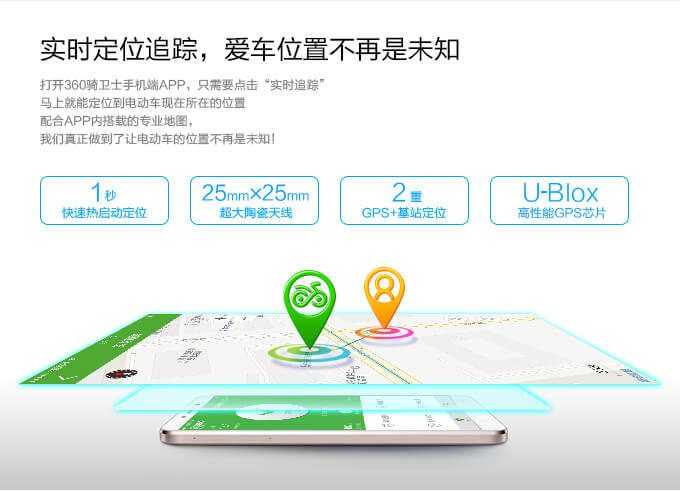 实时定位追踪，爱车位置不再是未知
打开360骑卫士手机端APP，只需要点击“实时追踪”
马上就能定位到电动车现在所在的位置
配合APP内搭载的专业地图，
我们真正做到了让电动车的位置不再是未知！
1秒
快速热启动定位
25mm×25mm
超大陶瓷天线
2重
GPS+基站定位
U-Blox
高性能GPS芯片